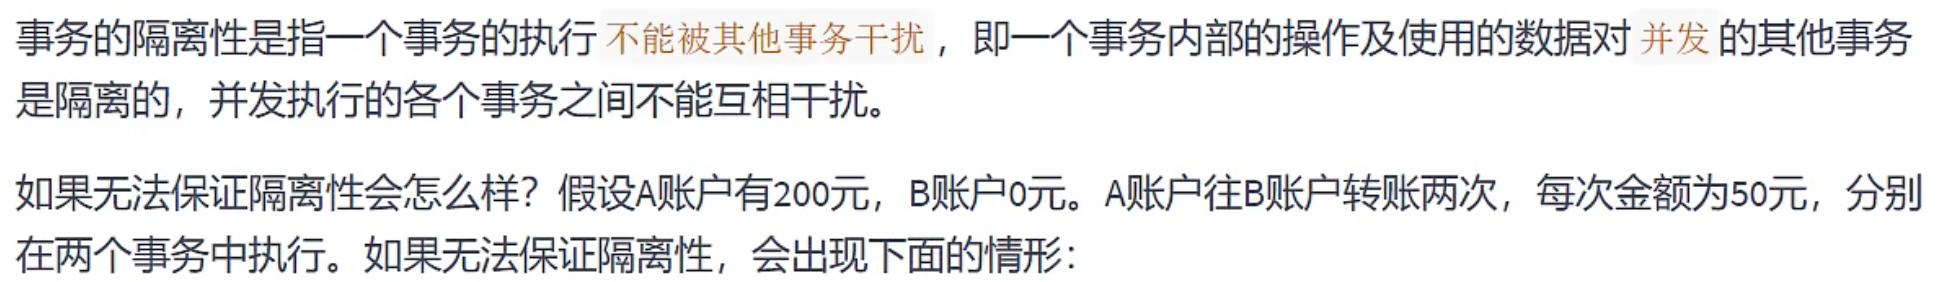 事务的隔离性是指一个事务的执行 不能被其他事务干扰 ，即一个事务内部的操作及使用的数据对 并发 的其他事务
是隔离的，并发执行的各个事务之间不能互相干扰。
如果无法保证隔离性会怎么样？假设A账户有200元，B账户0元。A账户往B账户转账两次，每次金额为50元，分别
在两个事务中执行。如果无法保证隔离性，会出现下面的情形：